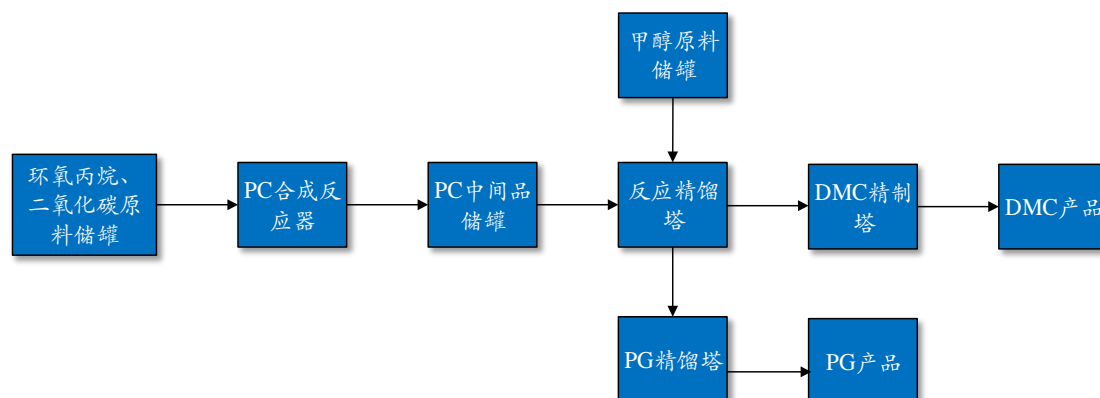 甲醇原料
储罐
环氧丙烷、
二氧化碳原
料储罐
PC合成反
应器
PC中间品
储罐
反应精馏
塔
DMC精制
塔
DMC产品
PG精馏塔
PG产品